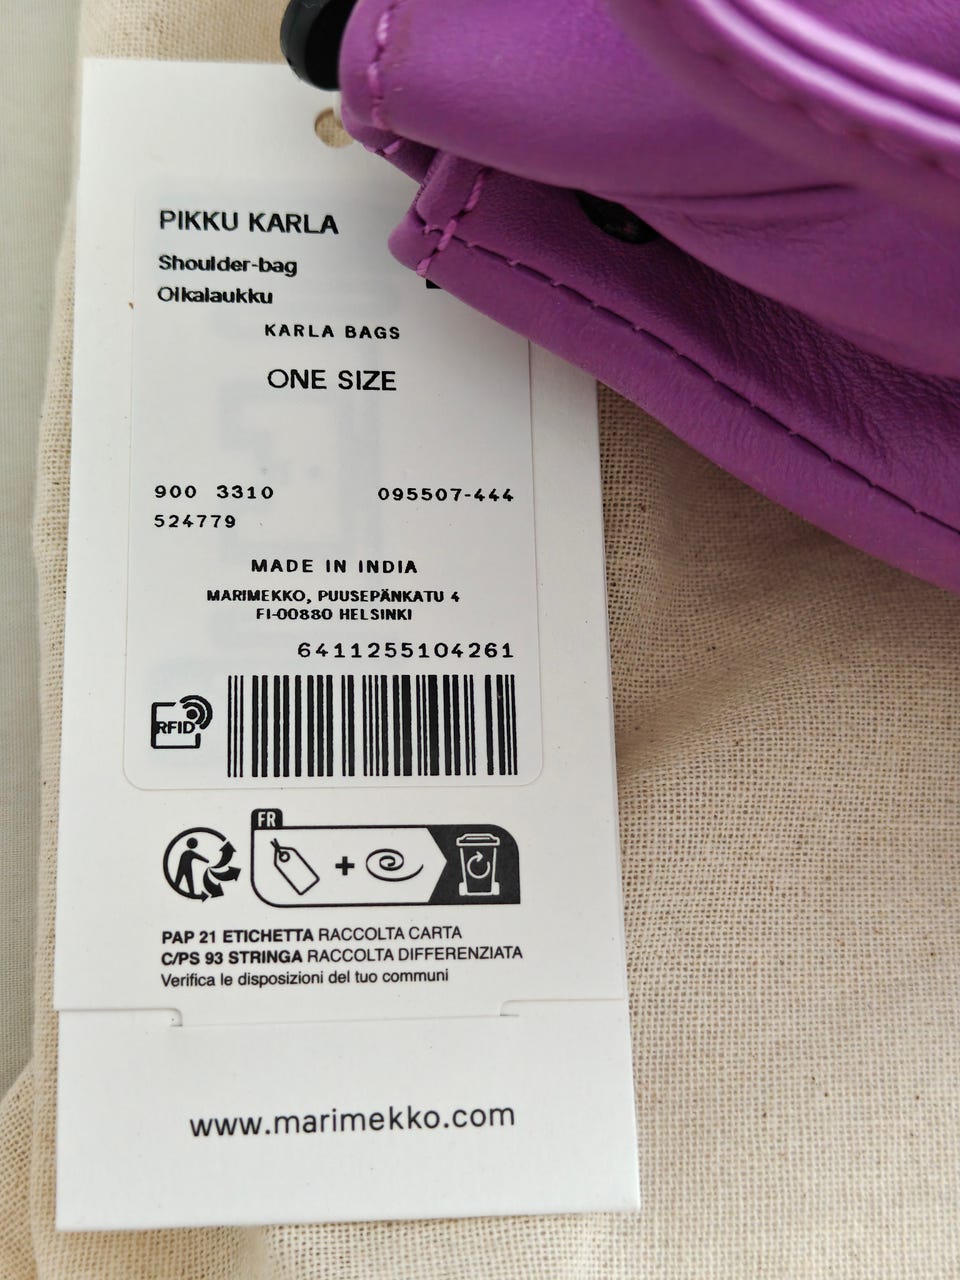 PIKKU KARLA
Shoulder-bag
Olkalaukku
KARLA BAGS
ONE SIZE
900 3310 095507-444
524779
MADE IN INDIA
MARIMEKKO, PUUSEPÄNKATU 4
FI-00880 HELSINKI
6411255104261
RFID
FR
+
PAP 21 ETICHETTA RACCOLTA CARTA
C/PS 93 STRINGA RACCOLTA DIFFERENZIATA
Verifica le disposizioni del tuo communi
www.marimekko.com